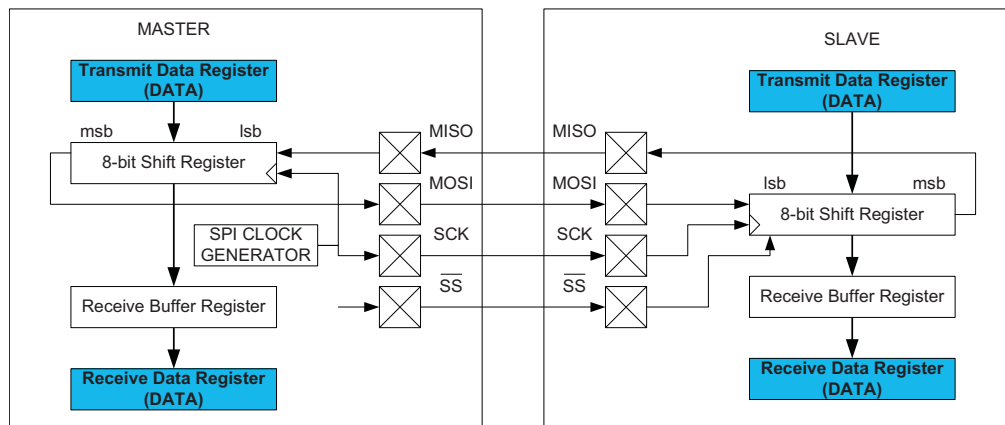 MASTER
Transmit Data Register
(DATA)
msb
lsb
8-bit Shift Register
SPI CLOCK
GENERATOR
Receive Buffer Register
Receive Data Register
(DATA)
MISO
MOSI
SCK
SS
MISO
MOSI
SCK
SS
SLAVE
Transmit Data Register
(DATA)
lsb
msb
8-bit Shift Register
Receive Buffer Register
Receive Data Register
(DATA)